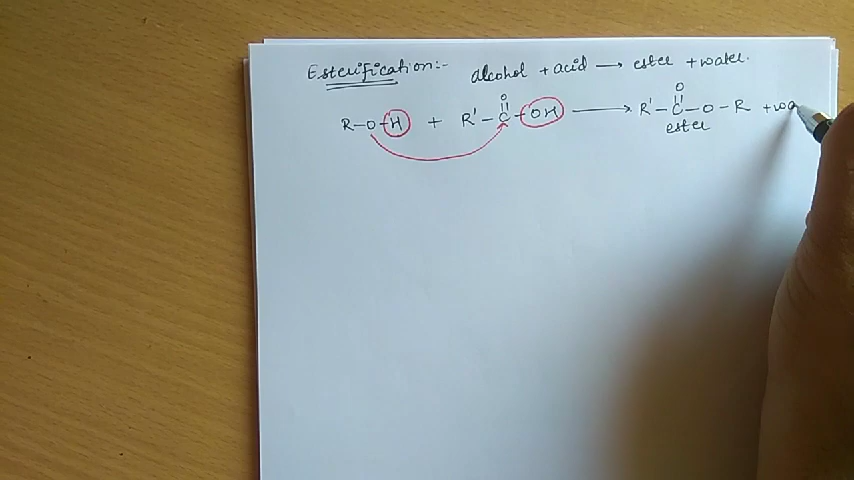 Esterification:- alcohol + acid → ester + water.
O O
R-O-H + R'-C-OH → R'-C-O-R + wa
ester